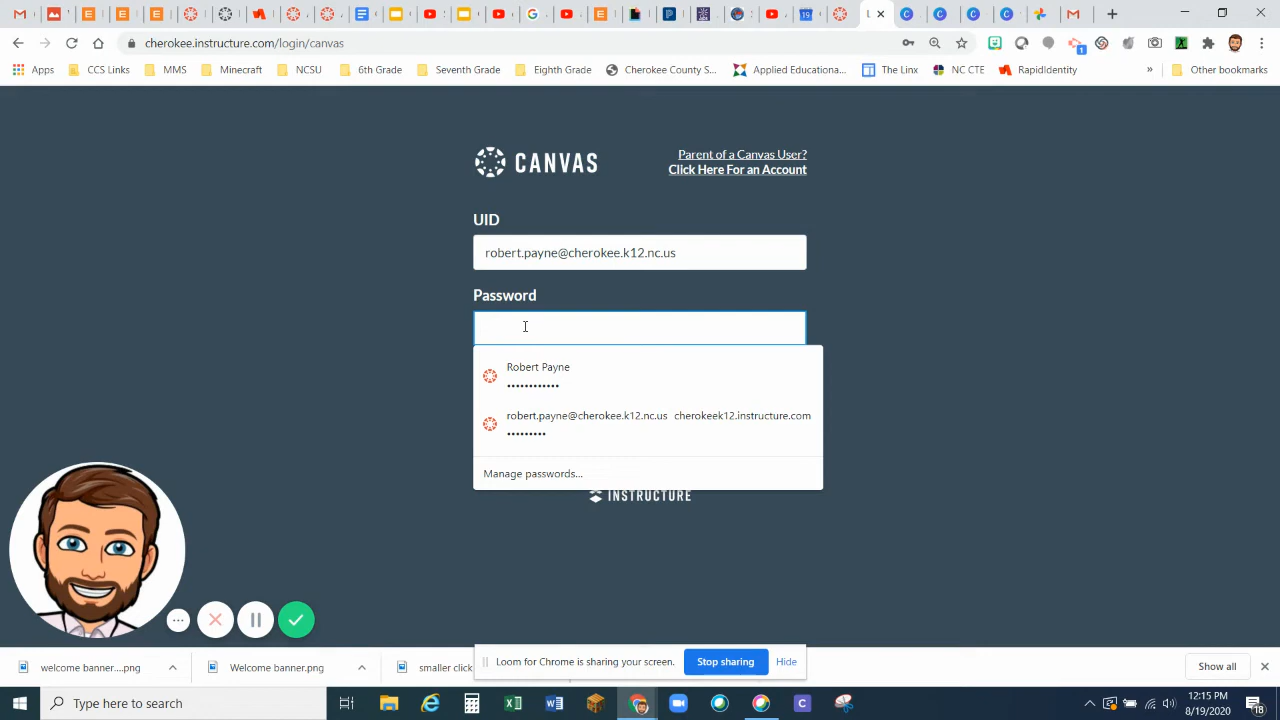 cherokee.instructure.com/login/canvas
1
Apps CCS Links MMS Minecraft NCSU 6th Grade Seventh Grade Eighth Grade Cherokee County S... Applied Educationa... The Linx NC CTE RapidIdentity » Other bookmarks
CANVAS
Parent of a Canvas User?
Click Here For an Account
UID
robert.payne@cherokee.k12.nc.us
Password
Robert Payne
••••••••••••
robert.payne@cherokee.k12.nc.us cherokeek12.instructure.com
•••••••••
Manage passwords...
INSTRUCTURE
Loom for Chrome is sharing your screen. Stop sharing Hide
welcome banner....png Welcome banner.png smaller click Show all
Type here to search
12:15 PM
8/19/2020
18